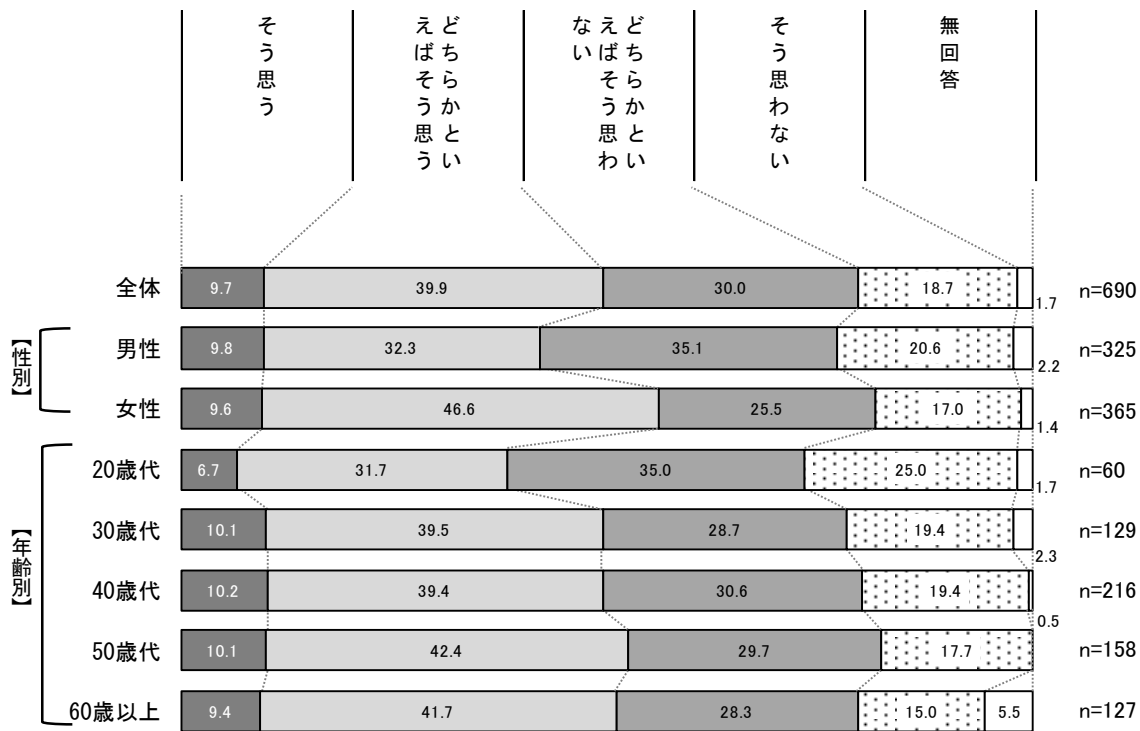 そう思う
どちらかとい
えばそう思う
どちらかとい
えばそう思わ
ない
そう思わない
無回答
全体 9.7 39.9 30.0 18.7 1.7 n=690
【性別】
男性 9.8 32.3 35.1 20.6 2.2 n=325
女性 9.6 46.6 25.5 17.0 1.4 n=365
【年齢別】
20歳代 6.7 31.7 35.0 25.0 1.7 n=60
30歳代 10.1 39.5 28.7 19.4 2.3 n=129
40歳代 10.2 39.4 30.6 19.4 0.5 n=216
50歳代 10.1 42.4 29.7 17.7 n=158
60歳以上 9.4 41.7 28.3 15.0 5.5 n=127